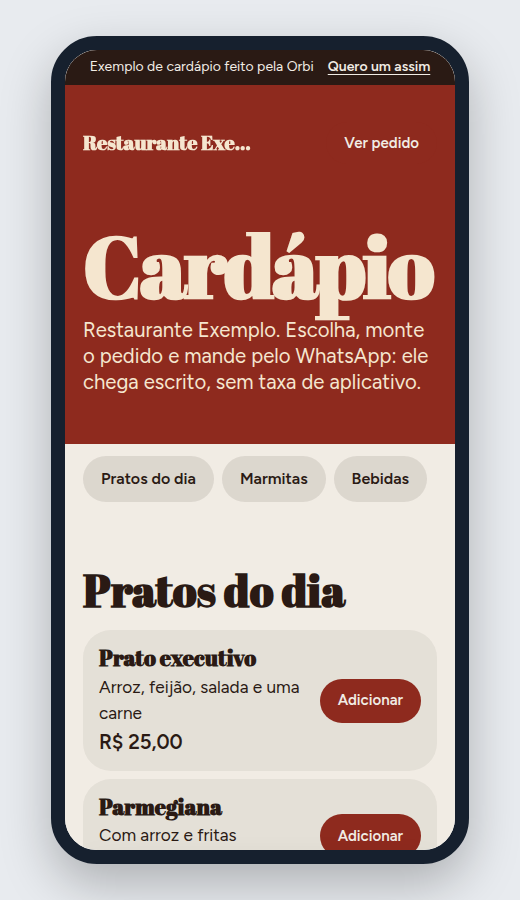 Exemplo de cardápio feito pela Orbi Quero um assim
Restaurante Exe... Ver pedido
Cardápio
Restaurante Exemplo. Escolha, monte
o pedido e mande pelo WhatsApp: ele
chega escrito, sem taxa de aplicativo.
Pratos do dia Marmitas Bebidas
Pratos do dia
Prato executivo
Arroz, feijão, salada e uma
carne
Adicionar
R$ 25,00
Parmegiana
Com arroz e fritas
Adicionar